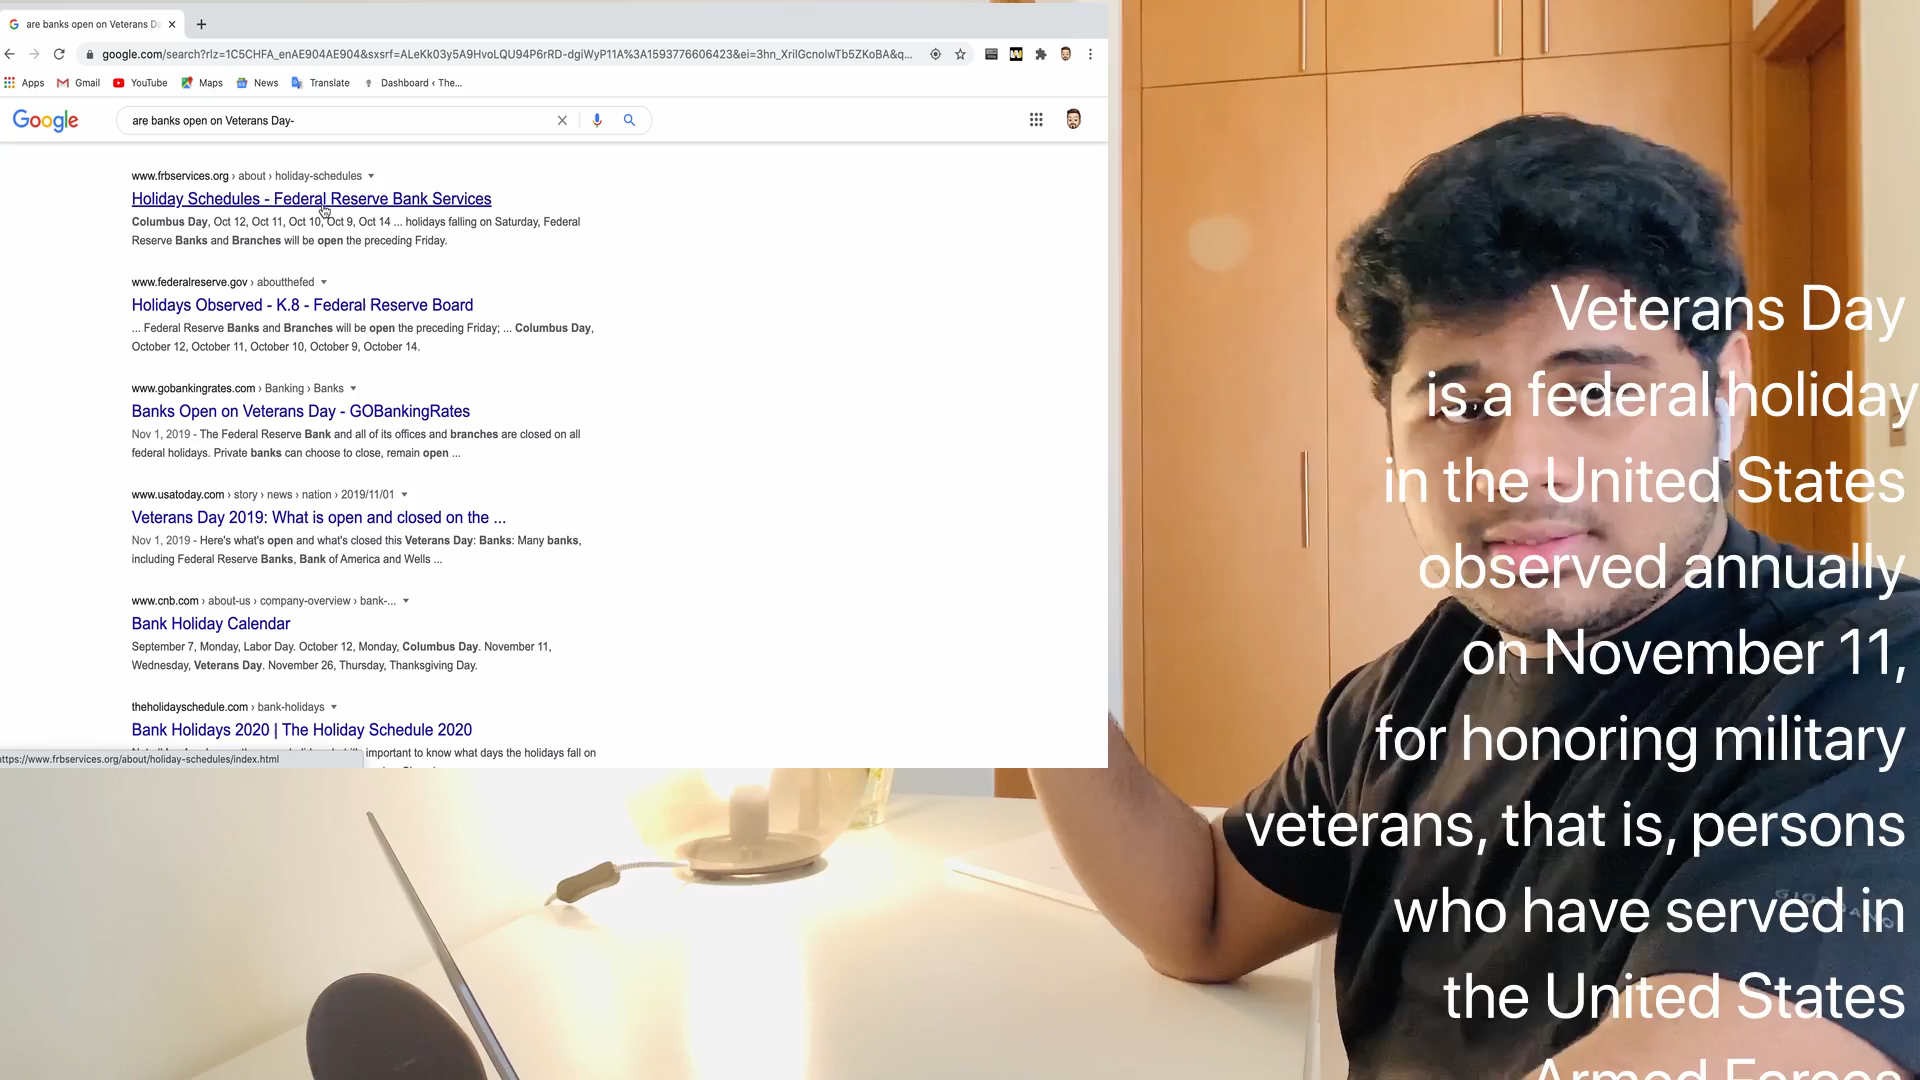 are banks open on Veterans Da
google.com/search?rlz=1C5CHFA_enAE904AE904&sxsrf=ALeKk03y5A9HvoLQU94P6rRD-dgiWyP11A%3A1593776606423&ei=3hn_XrilGcnolwTb5ZKoBA&q...
Apps Gmail YouTube Maps News Translate Dashboard ‹ The...
Google are banks open on Veterans Day-
www.frbservices.org › about › holiday-schedules
Holiday Schedules - Federal Reserve Bank Services
Columbus Day, Oct 12, Oct 11, Oct 10, Oct 9, Oct 14 ... holidays falling on Saturday, Federal
Reserve Banks and Branches will be open the preceding Friday.
www.federalreserve.gov › aboutthefed
Holidays Observed - K.8 - Federal Reserve Board
... Federal Reserve Banks and Branches will be open the preceding Friday; ... Columbus Day,
October 12, October 11, October 10, October 9, October 14.
www.gobankingrates.com › Banking › Banks
Banks Open on Veterans Day - GOBankingRates
Nov 1, 2019 - The Federal Reserve Bank and all of its offices and branches are closed on all
federal holidays. Private banks can choose to close, remain open ...
www.usatoday.com › story › news › nation › 2019/11/01
Veterans Day 2019: What is open and closed on the ...
Nov 1, 2019 - Here's what's open and what's closed this Veterans Day: Banks: Many banks,
including Federal Reserve Banks, Bank of America and Wells ...
www.cnb.com › about-us › company-overview › bank-...
Bank Holiday Calendar
September 7, Monday, Labor Day. October 12, Monday, Columbus Day. November 11,
Wednesday, Veterans Day. November 26, Thursday, Thanksgiving Day.
theholidayschedule.com › bank-holidays
Bank Holidays 2020 | The Holiday Schedule 2020
important to know what days the holidays fall on
https://www.frbservices.org/about/holiday-schedules/index.html
Veterans Day
is a federal holiday
in the United States
observed annually
on November 11,
for honoring military
veterans, that is, persons
who have served in
the United States
Armed Forces